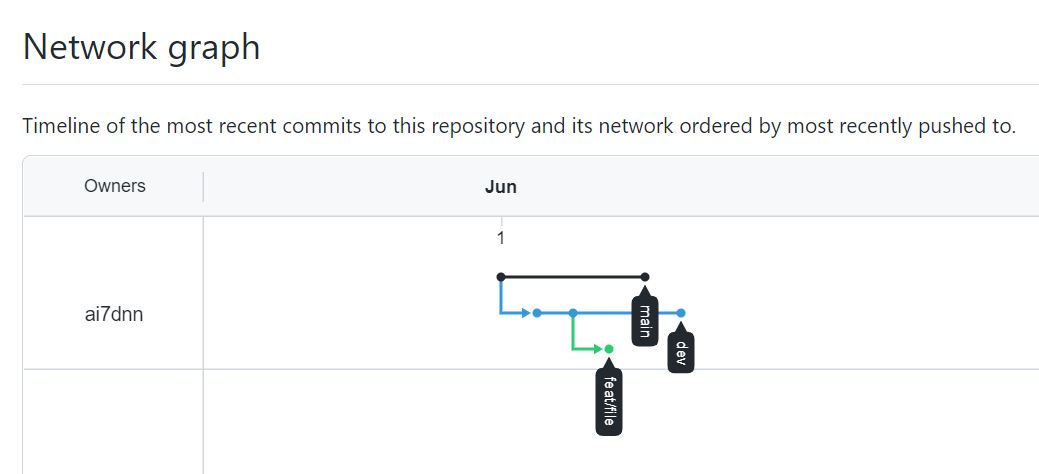 Network graph
Timeline of the most recent commits to this repository and its network ordered by most recently pushed to.
Owners
Jun
1
ai7dnn
main
dev
feat/file